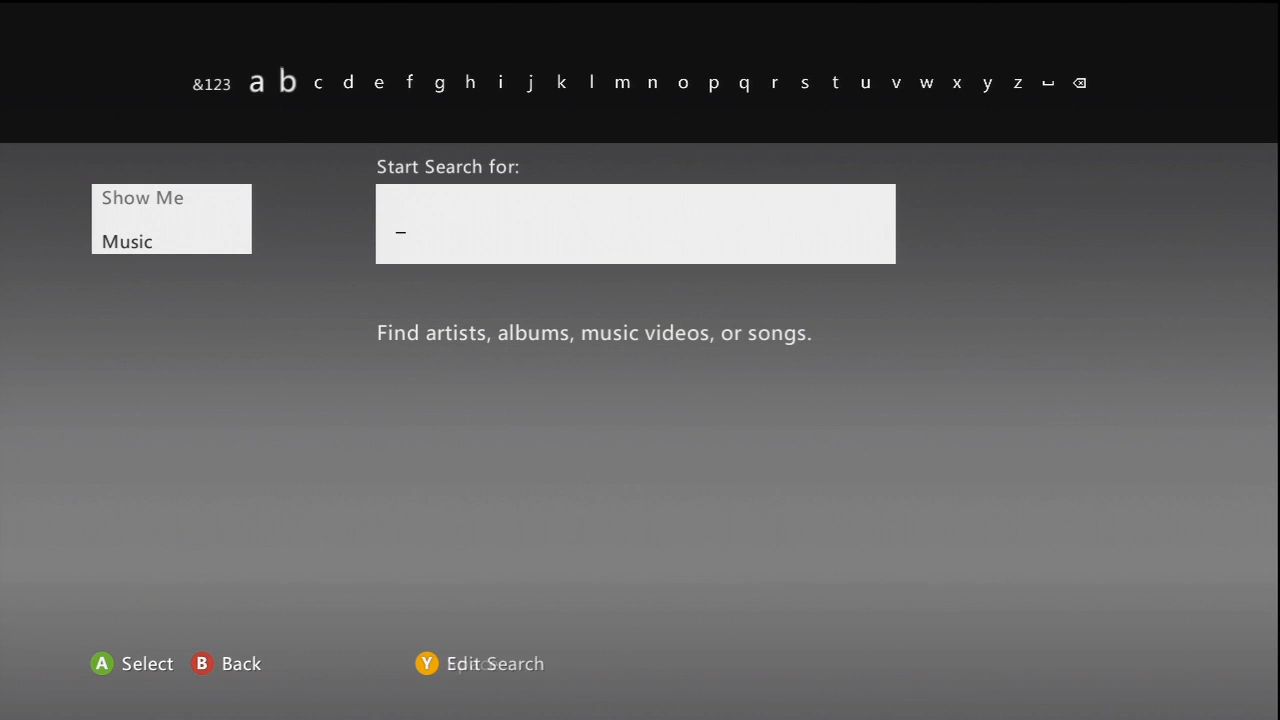 &123 a b c d e f g h i j k l m n o p q r s t u v w x y z
Start Search for:
Show Me
_
Music
Find artists, albums, music videos, or songs.
A Select B Back Y Edit Search